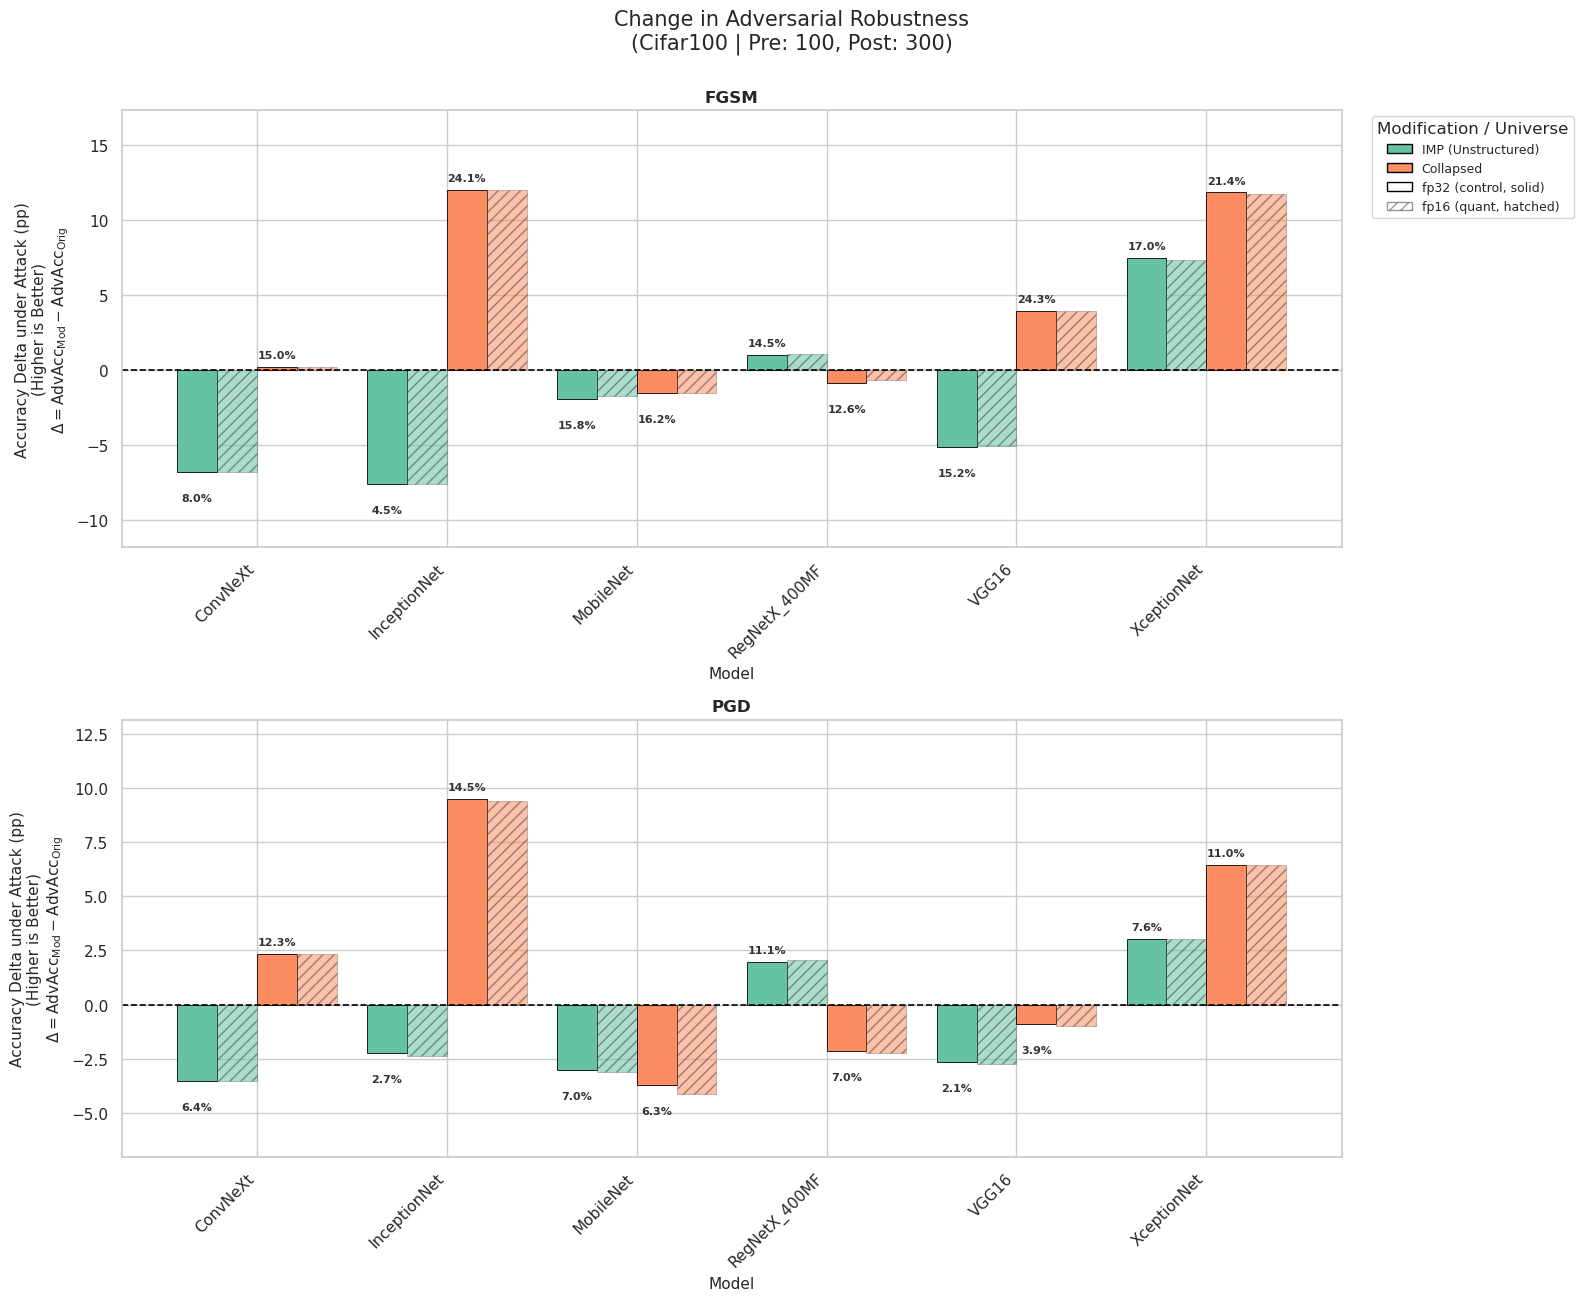 Change in Adversarial Robustness
(Cifar100 | Pre: 100, Post: 300)
FGSM
Accuracy Delta under Attack (pp)
(Higher is Better)
Δ = AdvAcc_Mod − AdvAcc_Orig
15
10
5
0
−5
−10
8.0%
15.0%
4.5%
24.1%
15.8%
16.2%
14.5%
12.6%
15.2%
24.3%
17.0%
21.4%
ConvNeXt
InceptionNet
MobileNet
RegNetX_400MF
VGG16
XceptionNet
Model
Modification / Universe
IMP (Unstructured)
Collapsed
fp32 (control, solid)
fp16 (quant, hatched)
PGD
Accuracy Delta under Attack (pp)
(Higher is Better)
Δ = AdvAcc_Mod − AdvAcc_Orig
12.5
10.0
7.5
5.0
2.5
0.0
−2.5
−5.0
6.4%
12.3%
2.7%
14.5%
7.0%
6.3%
11.1%
7.0%
2.1%
3.9%
7.6%
11.0%
ConvNeXt
InceptionNet
MobileNet
RegNetX_400MF
VGG16
XceptionNet
Model